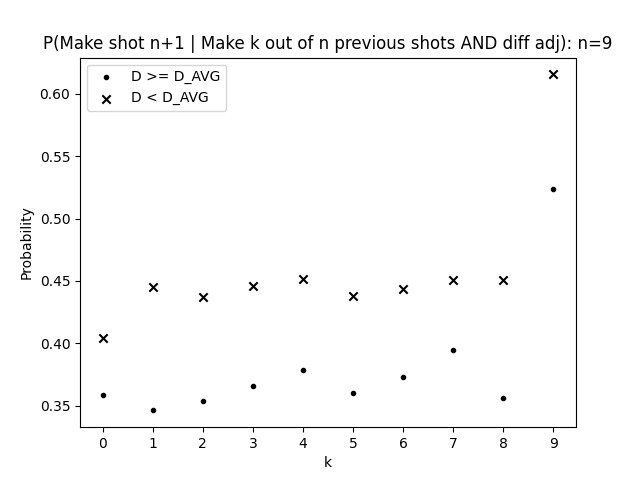 P(Make shot n+1 | Make k out of n previous shots AND diff adj): n=9
D >= D_AVG
D < D_AVG
0.60
0.55
0.50
0.45
0.40
0.35
Probability
0 1 2 3 4 5 6 7 8 9
k